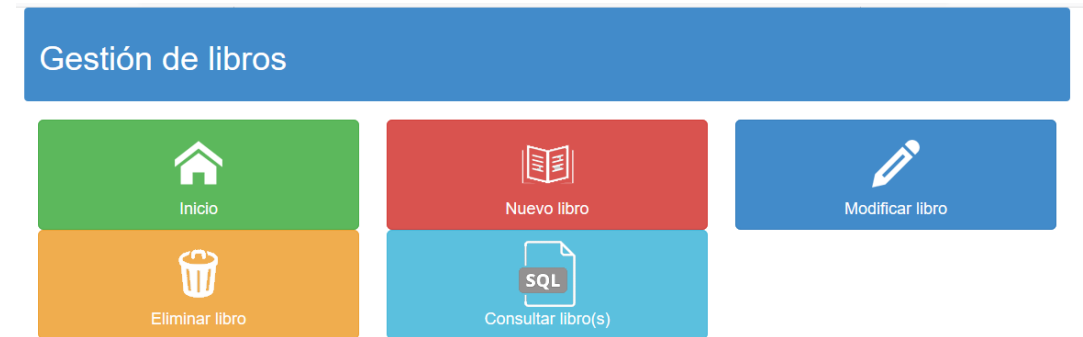 Gestión de libros
Inicio
Nuevo libro
Modificar libro
Eliminar libro
SQL
Consultar libro(s)